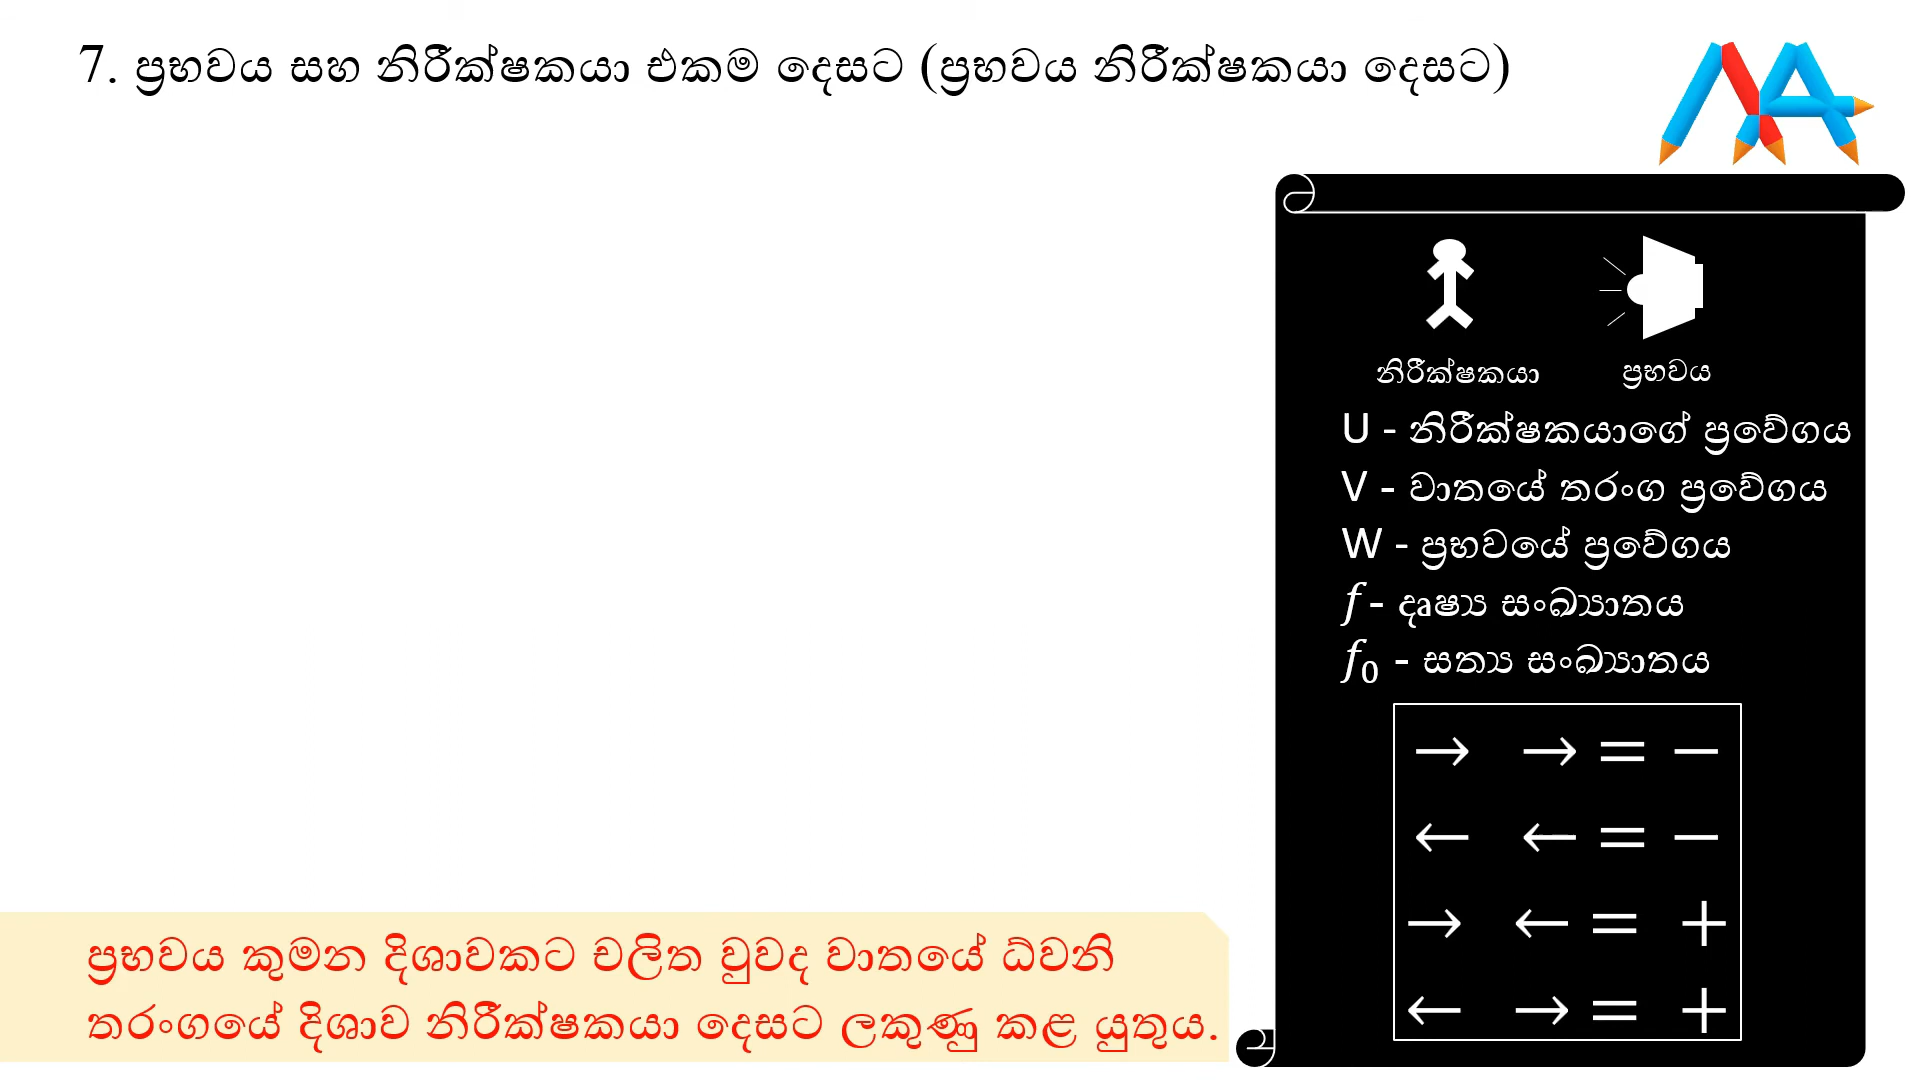 7. ප්‍රභවය සහ නිරීක්ෂකයා එකම දෙසට (ප්‍රභවය නිරීක්ෂකයා දෙසට)
නිරීක්ෂකයා ප්‍රභවය
U - නිරීක්ෂකයාගේ ප්‍රවේගය
V - වාතයේ තරංග ප්‍රවේගය
W - ප්‍රභවයේ ප්‍රවේගය
f - දෘෂ්‍ය සංඛ්‍යාතය
f₀ - සත්‍ය සංඛ්‍යාතය
→ → = −
← ← = −
→ ← = +
← → = +
ප්‍රභවය කුමන දිශාවකට චලිත වුවද වාතයේ ධ්වනි
තරංගයේ දිශාව නිරීක්ෂකයා දෙසට ලකුණු කළ යුතුය.